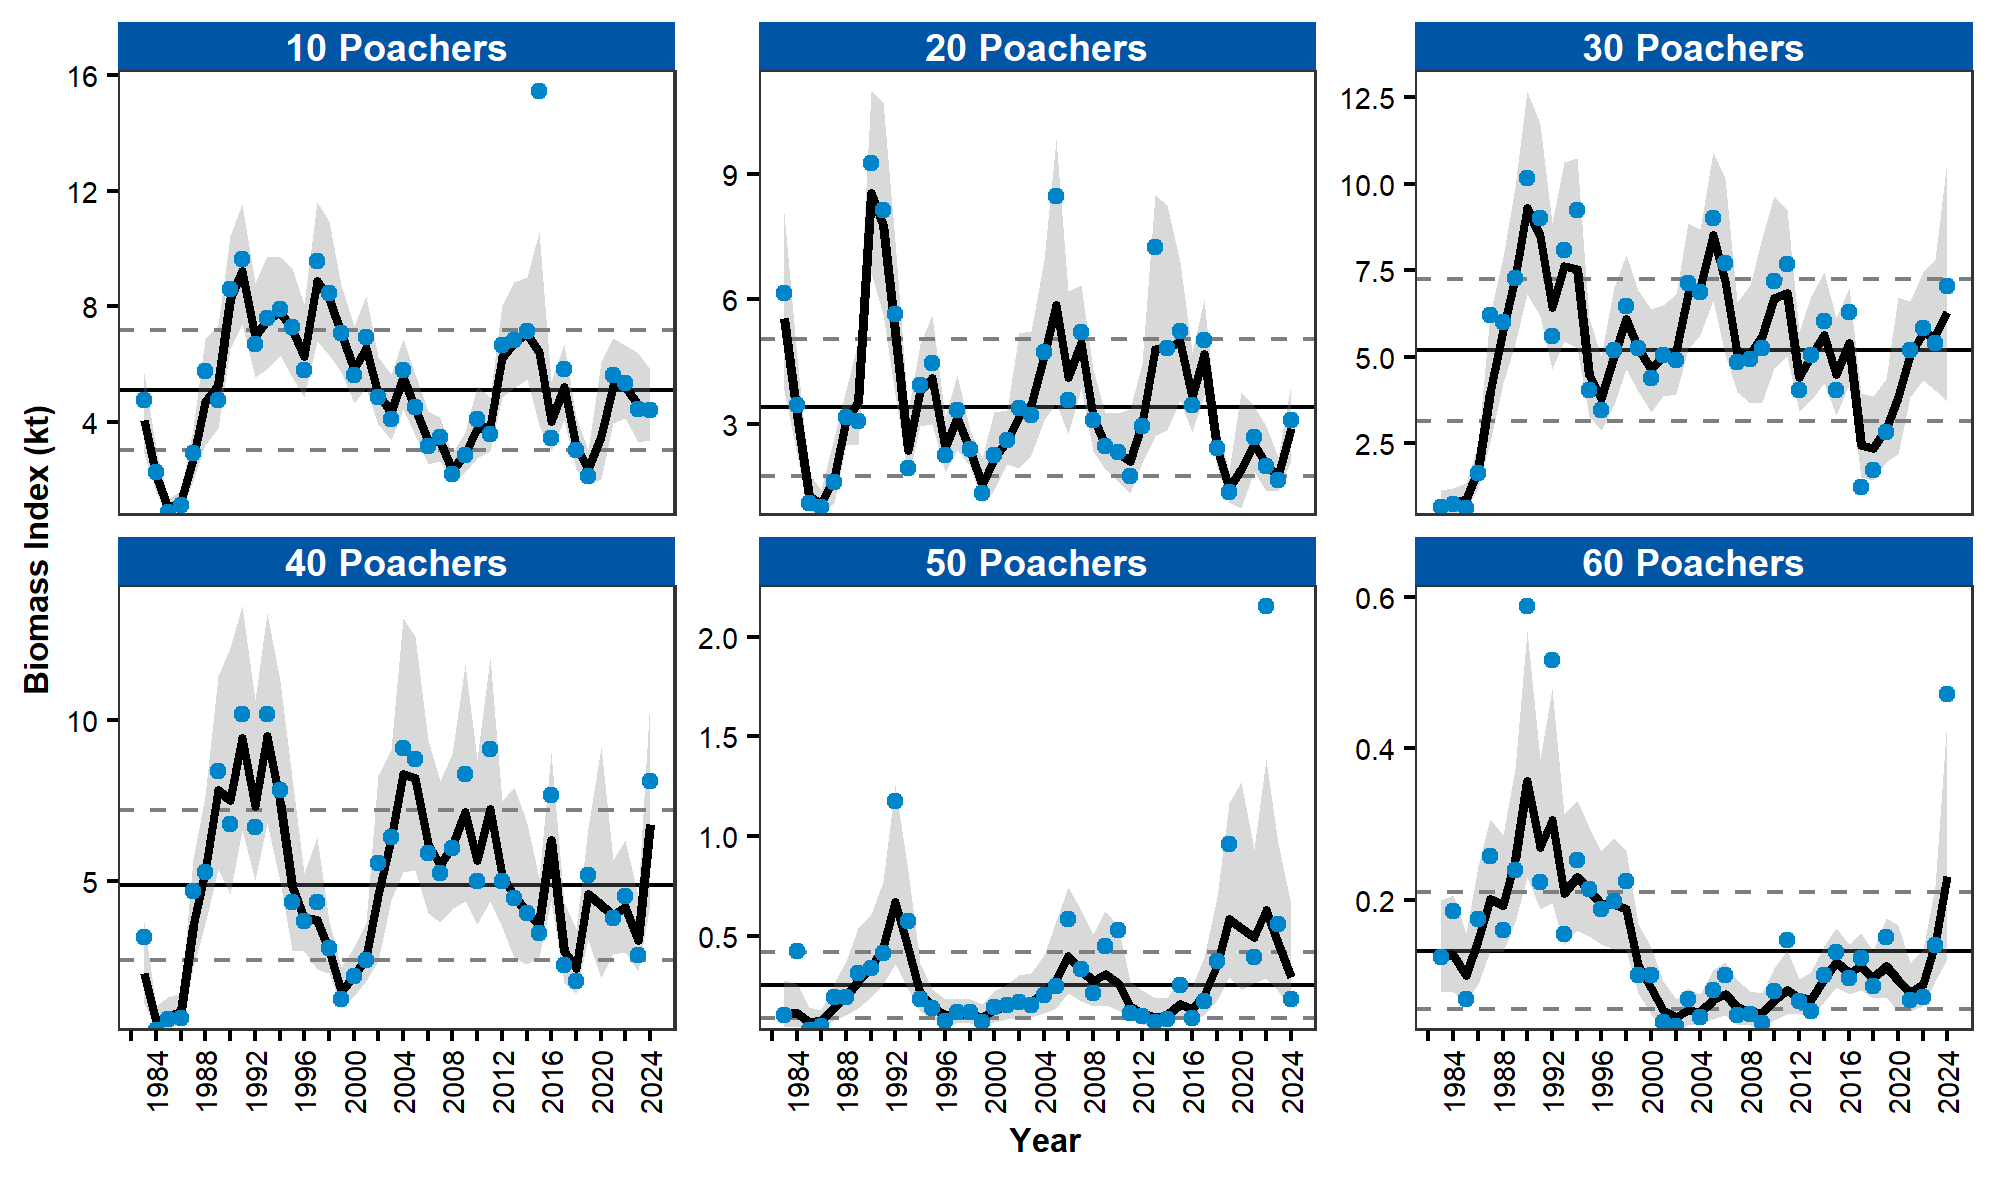 10 Poachers
20 Poachers
30 Poachers
16
12
8
4
9
6
3
12.5
10.0
7.5
5.0
2.5
Biomass Index (kt)
40 Poachers
50 Poachers
60 Poachers
10
5
2.0
1.5
1.0
0.5
0.6
0.4
0.2
1984 1988 1992 1996 2000 2004 2008 2012 2016 2020 2024
1984 1988 1992 1996 2000 2004 2008 2012 2016 2020 2024
1984 1988 1992 1996 2000 2004 2008 2012 2016 2020 2024
Year